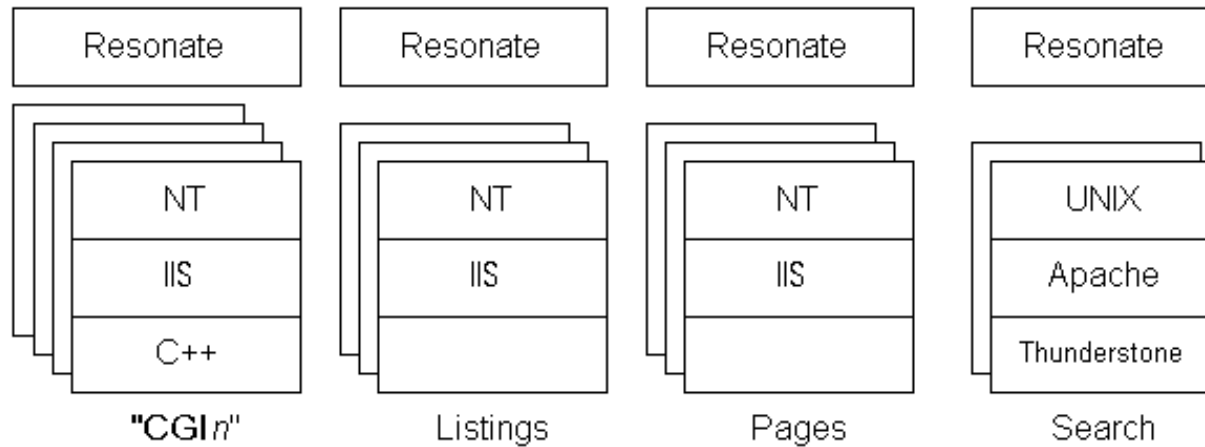 Resonate Resonate Resonate Resonate
NT NT NT UNIX
IIS IIS IIS Apache
C++ Thunderstone
"CGIn" Listings Pages Search